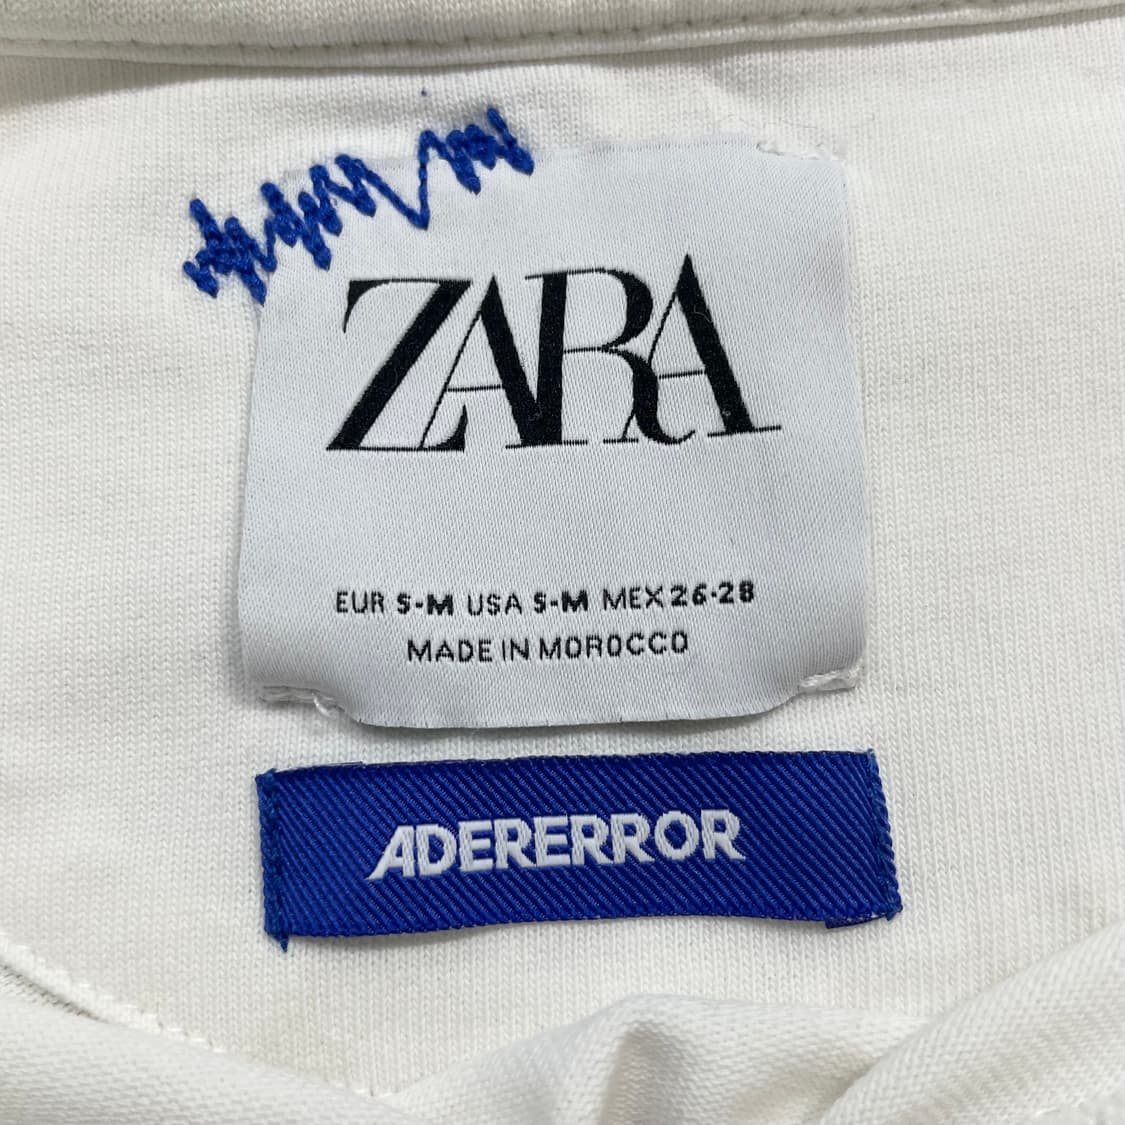 ZARA
EUR S-M USA S-M MEX 26-28
MADE IN MOROCCO
ADERERROR